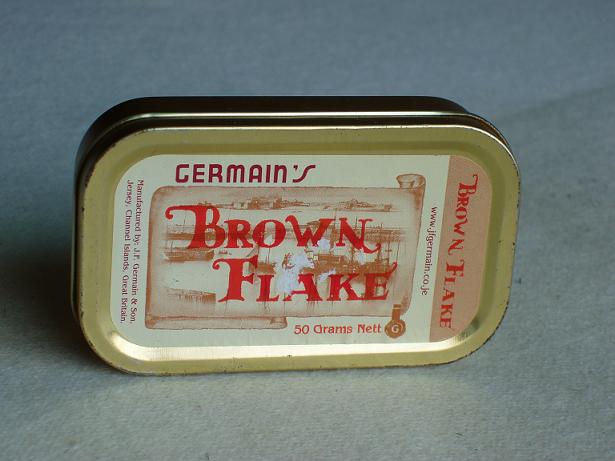 GERMAIN'S
BROWN
FLAKE
50 Grams Nett
G
Manufactured by: J.F. Germain & Son.
Jersey, Channel Islands, Great Britain.
www.jfgermain.co.je
BROWN FLAKE